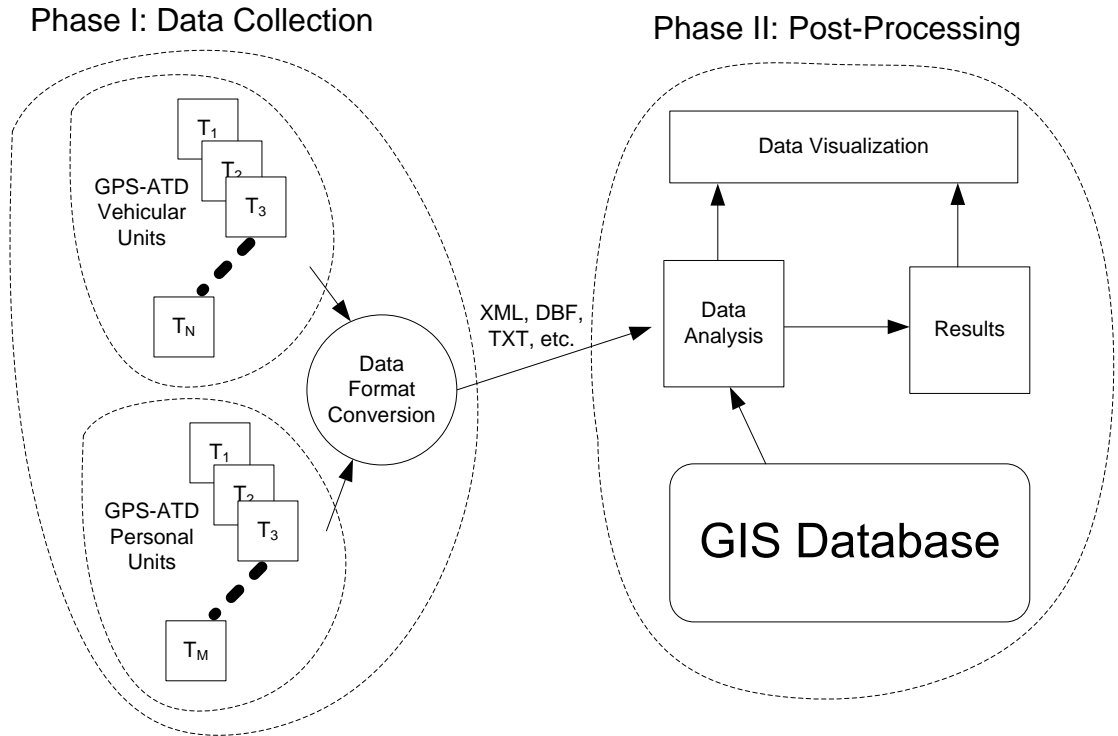 Phase I: Data Collection
Phase II: Post-Processing
T1
T2
T3
GPS-ATD
Vehicular
Units
TN
Data
Format
Conversion
T1
T2
T3
GPS-ATD
Personal
Units
TM
XML, DBF,
TXT, etc.
Data Visualization
Data
Analysis
Results
GIS Database